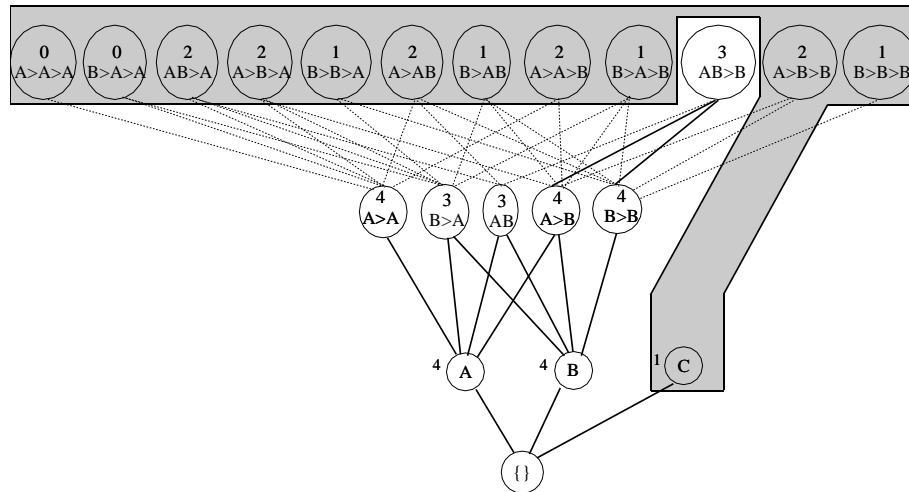 0 0 2 2 1 2 1 2 1 3 2 1
A>A>A B>A>A AB>A A>B>A B>B>A A>AB B>AB A>A>B B>A>B AB>B A>B>B B>B>B
4 3 3 4 4
A>A B>A AB A>B B>B
4 A 4 B 1 C
{}